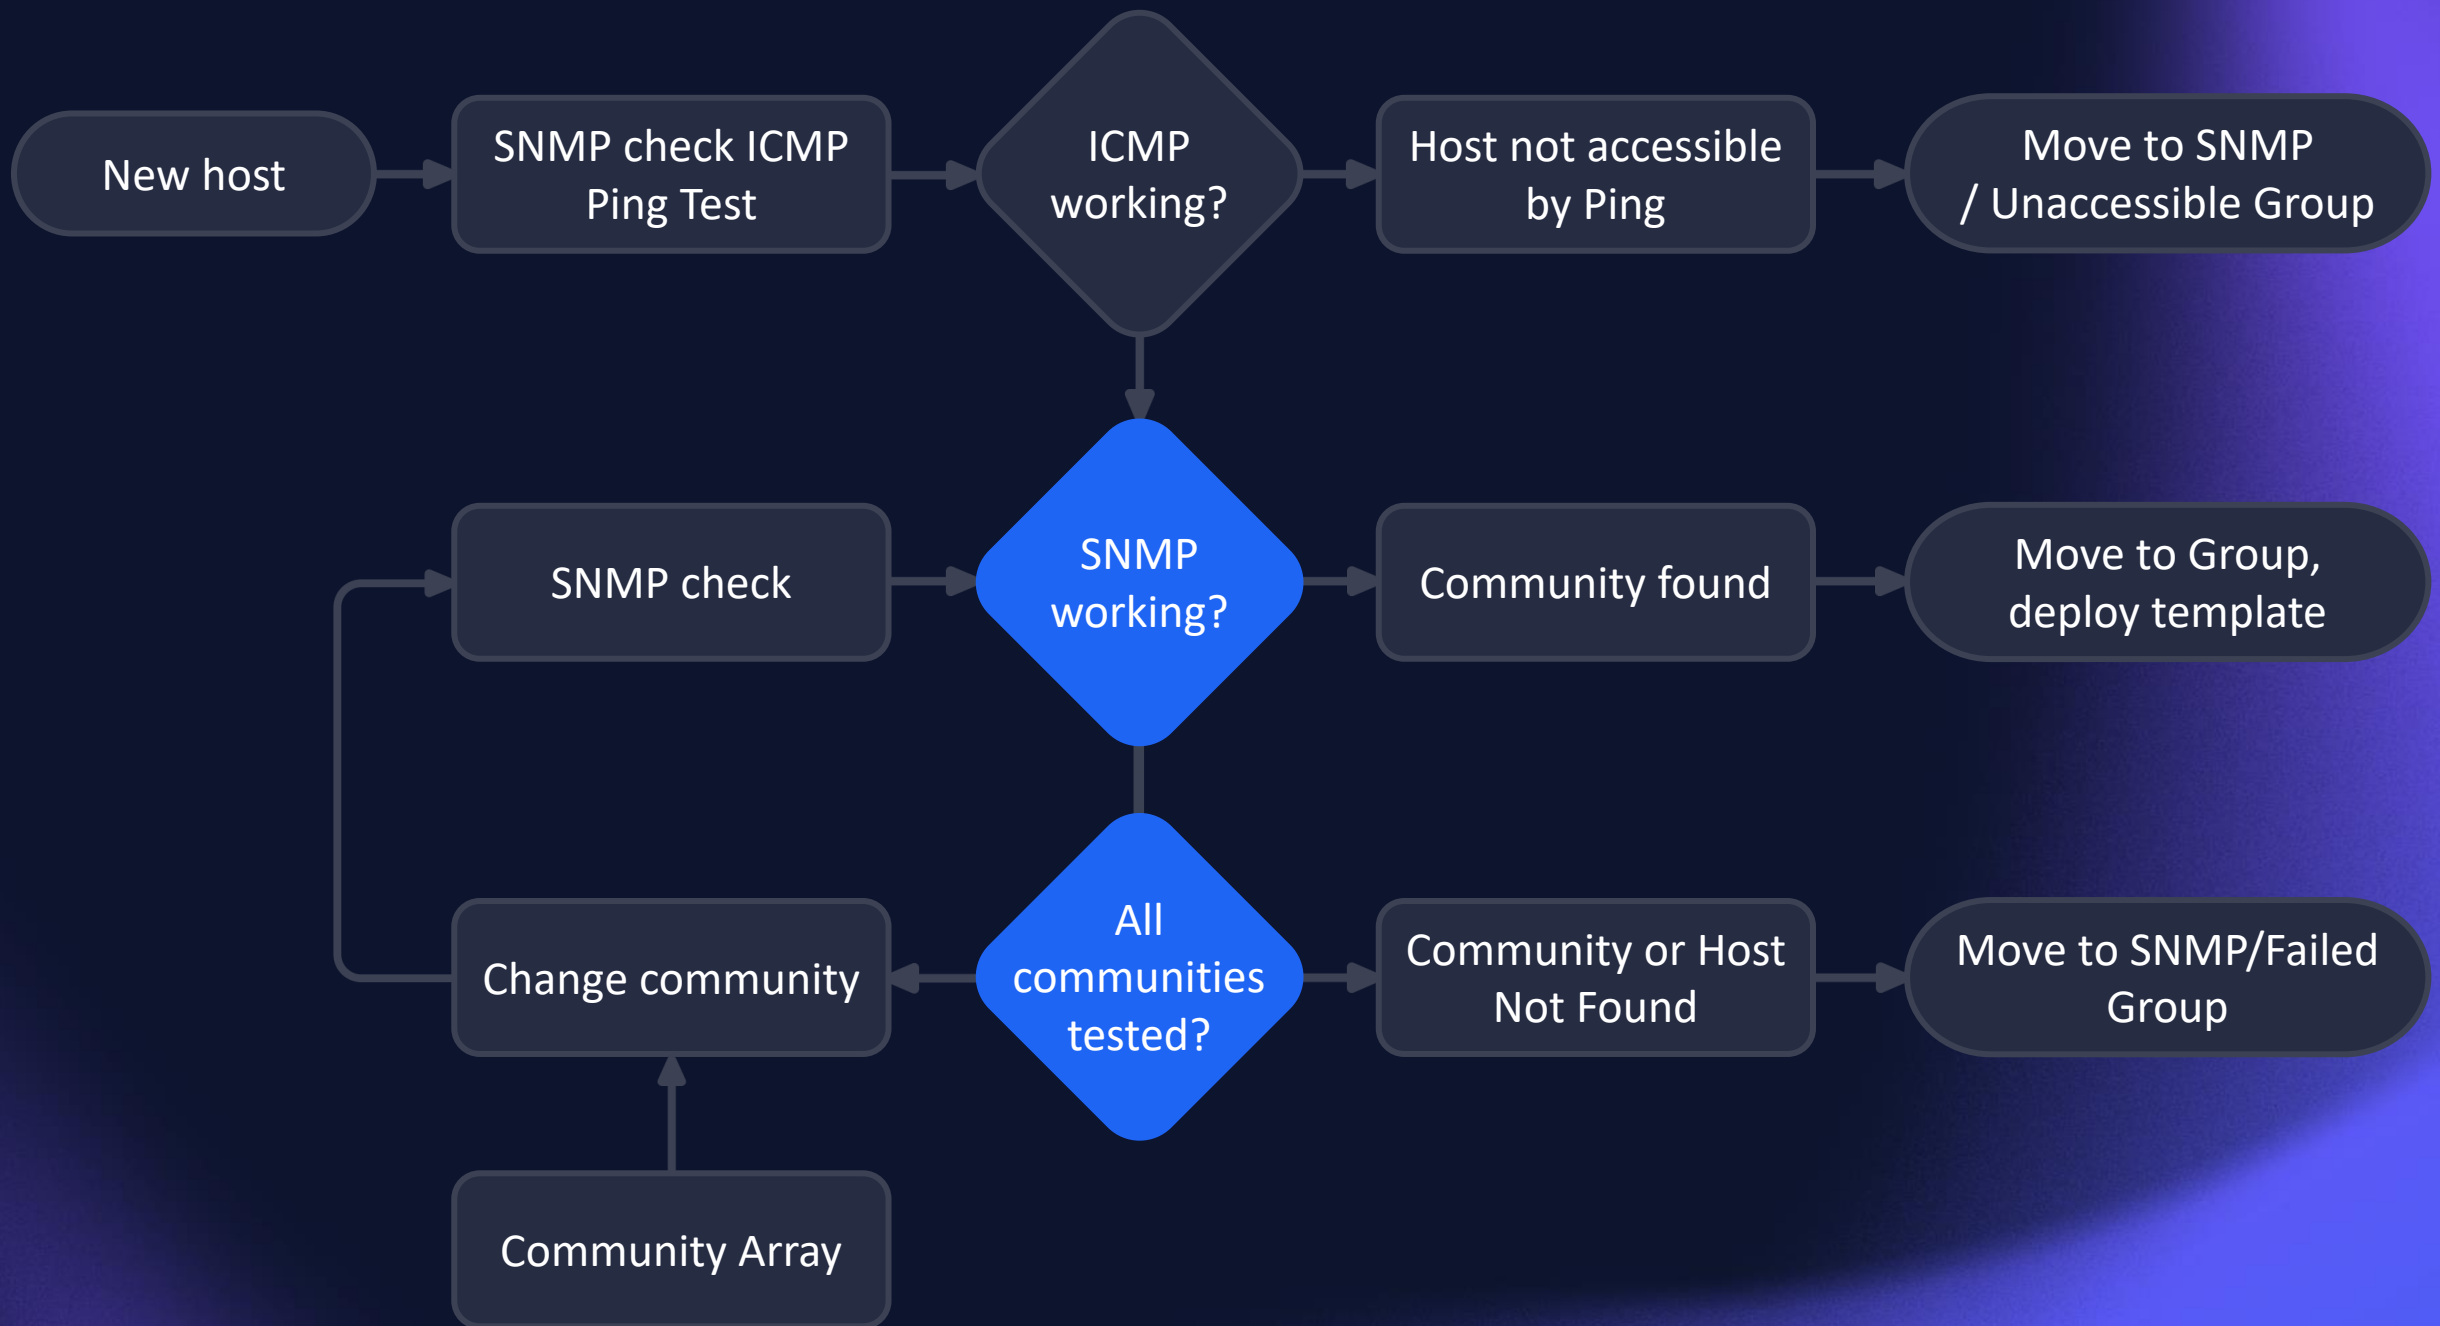 New host
SNMP check ICMP
Ping Test
ICMP
working?
Host not accessible
by Ping
Move to SNMP
/ Unaccessible Group
SNMP check
SNMP
working?
Community found
Move to Group,
deploy template
Change community
All
communities
tested?
Community or Host
Not Found
Move to SNMP/Failed
Group
Community Array